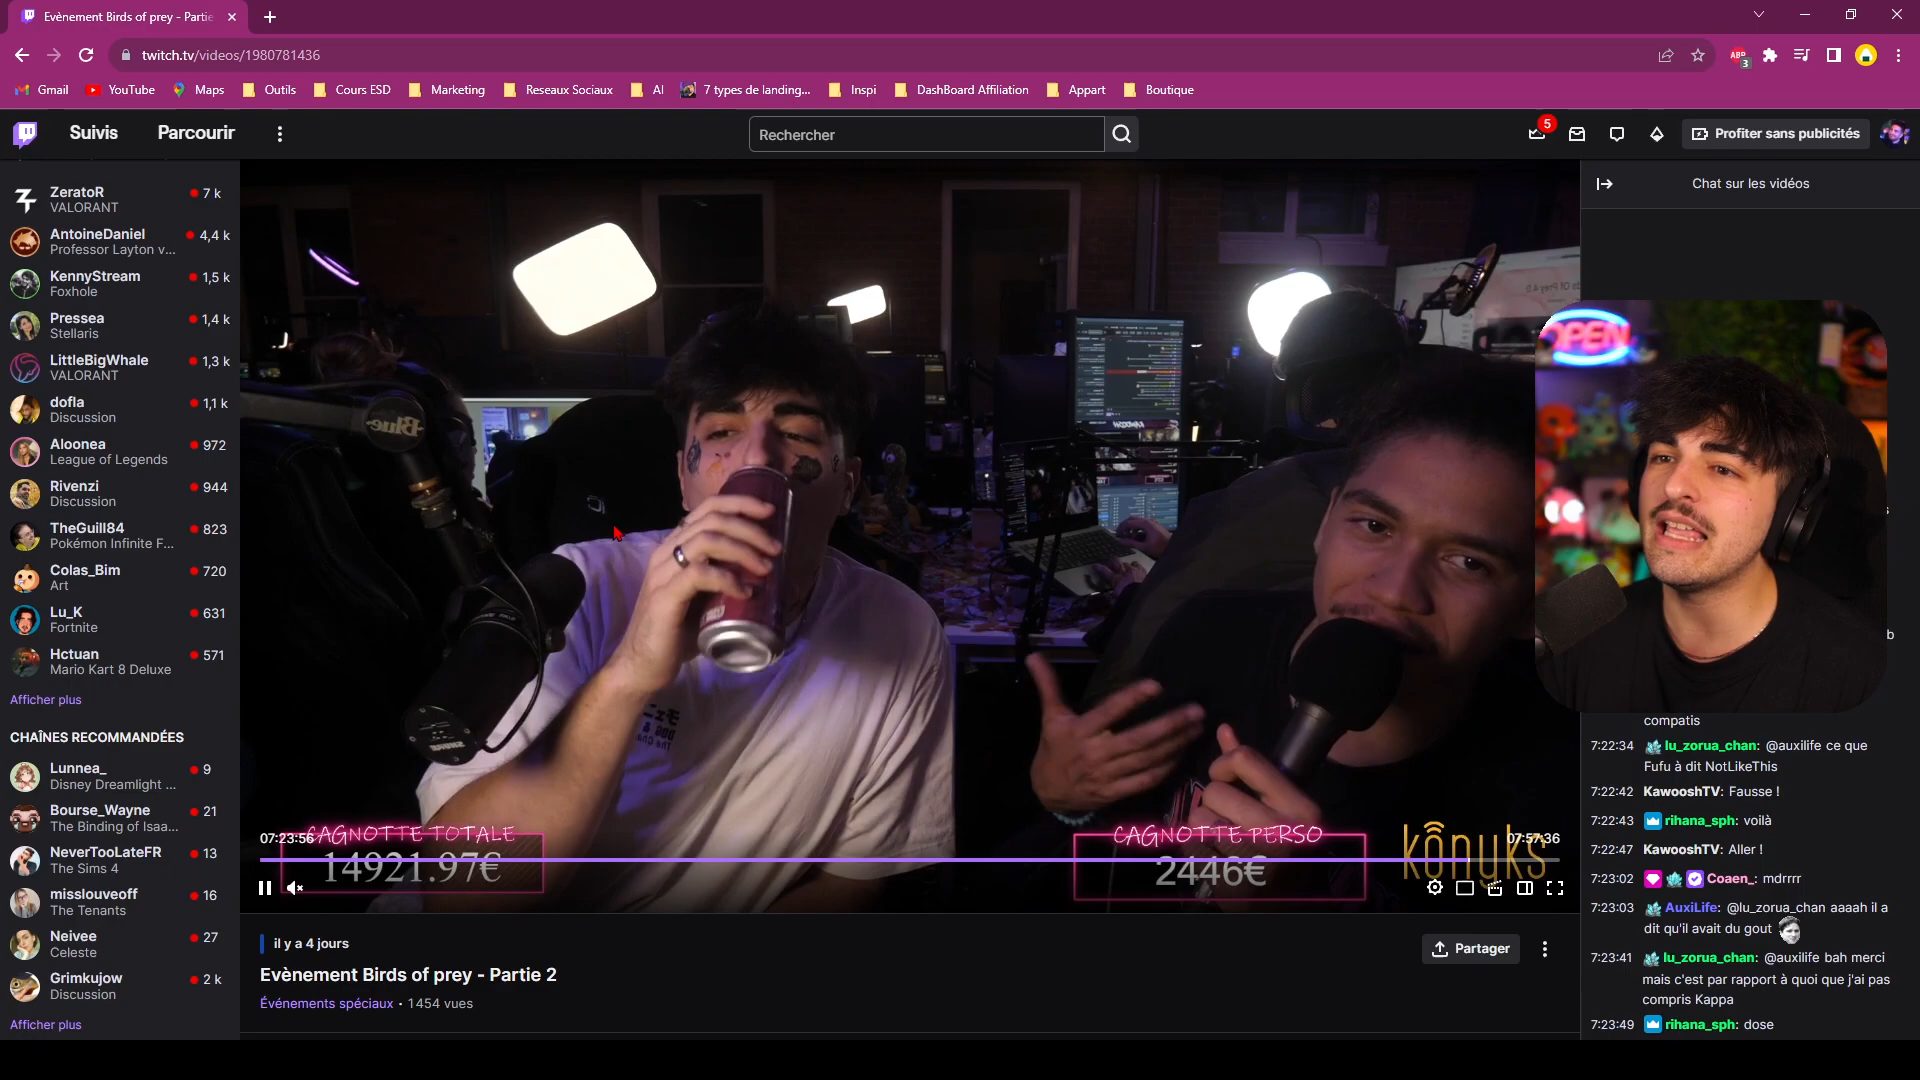 Evènement Birds of prey - Partie
twitch.tv/videos/1980781436
ABP
3
Gmail
YouTube
Maps
Outils
Cours ESD
Marketing
Reseaux Sociaux
AI
7 types de landing...
Inspi
DashBoard Affiliation
Appart
Boutique
Suivis
Parcourir
Rechercher
5
Profiter sans publicités
ZeratoR
7 k
VALORANT
AntoineDaniel
4,4 k
Professor Layton v...
KennyStream
1,5 k
Foxhole
Pressea
1,4 k
Stellaris
LittleBigWhale
1,3 k
VALORANT
dofla
1,1 k
Discussion
Aloonea
972
League of Legends
Rivenzi
944
Discussion
TheGuill84
823
Pokémon Infinite F...
Colas_Bim
720
Art
Lu_K
631
Fortnite
Hctuan
571
Mario Kart 8 Deluxe
Afficher plus
CHAÎNES RECOMMANDÉES
Lunnea_
9
Disney Dreamlight ...
Bourse_Wayne
21
The Binding of Isaa...
NeverTooLateFR
13
The Sims 4
misslouveoff
16
The Tenants
Neivee
27
Celeste
Grimkujow
2 k
Discussion
Afficher plus
Blue
OPEN
07:23:56
CAGNOTTE TOTALE
14921.97€
CAGNOTTE PERSO
2446€
kônyks
07:57:36
il y a 4 jours
Evènement Birds of prey - Partie 2
Événements spéciaux • 1 454 vues
Partager
Chat sur les vidéos
compatis
7:22:34 lu_zorua_chan: @auxilife ce que
Fufu à dit NotLikeThis
7:22:42 KawooshTV: Fausse !
7:22:43 rihana_sph: voilà
7:22:47 KawooshTV: Aller !
7:23:02 Coaen_: mdrrrr
7:23:03 AuxiLife: @lu_zorua_chan aaaah il a
dit qu'il avait du gout
7:23:41 lu_zorua_chan: @auxilife bah merci
mais c'est par rapport à quoi que j'ai pas
compris Kappa
7:23:49 rihana_sph: dose